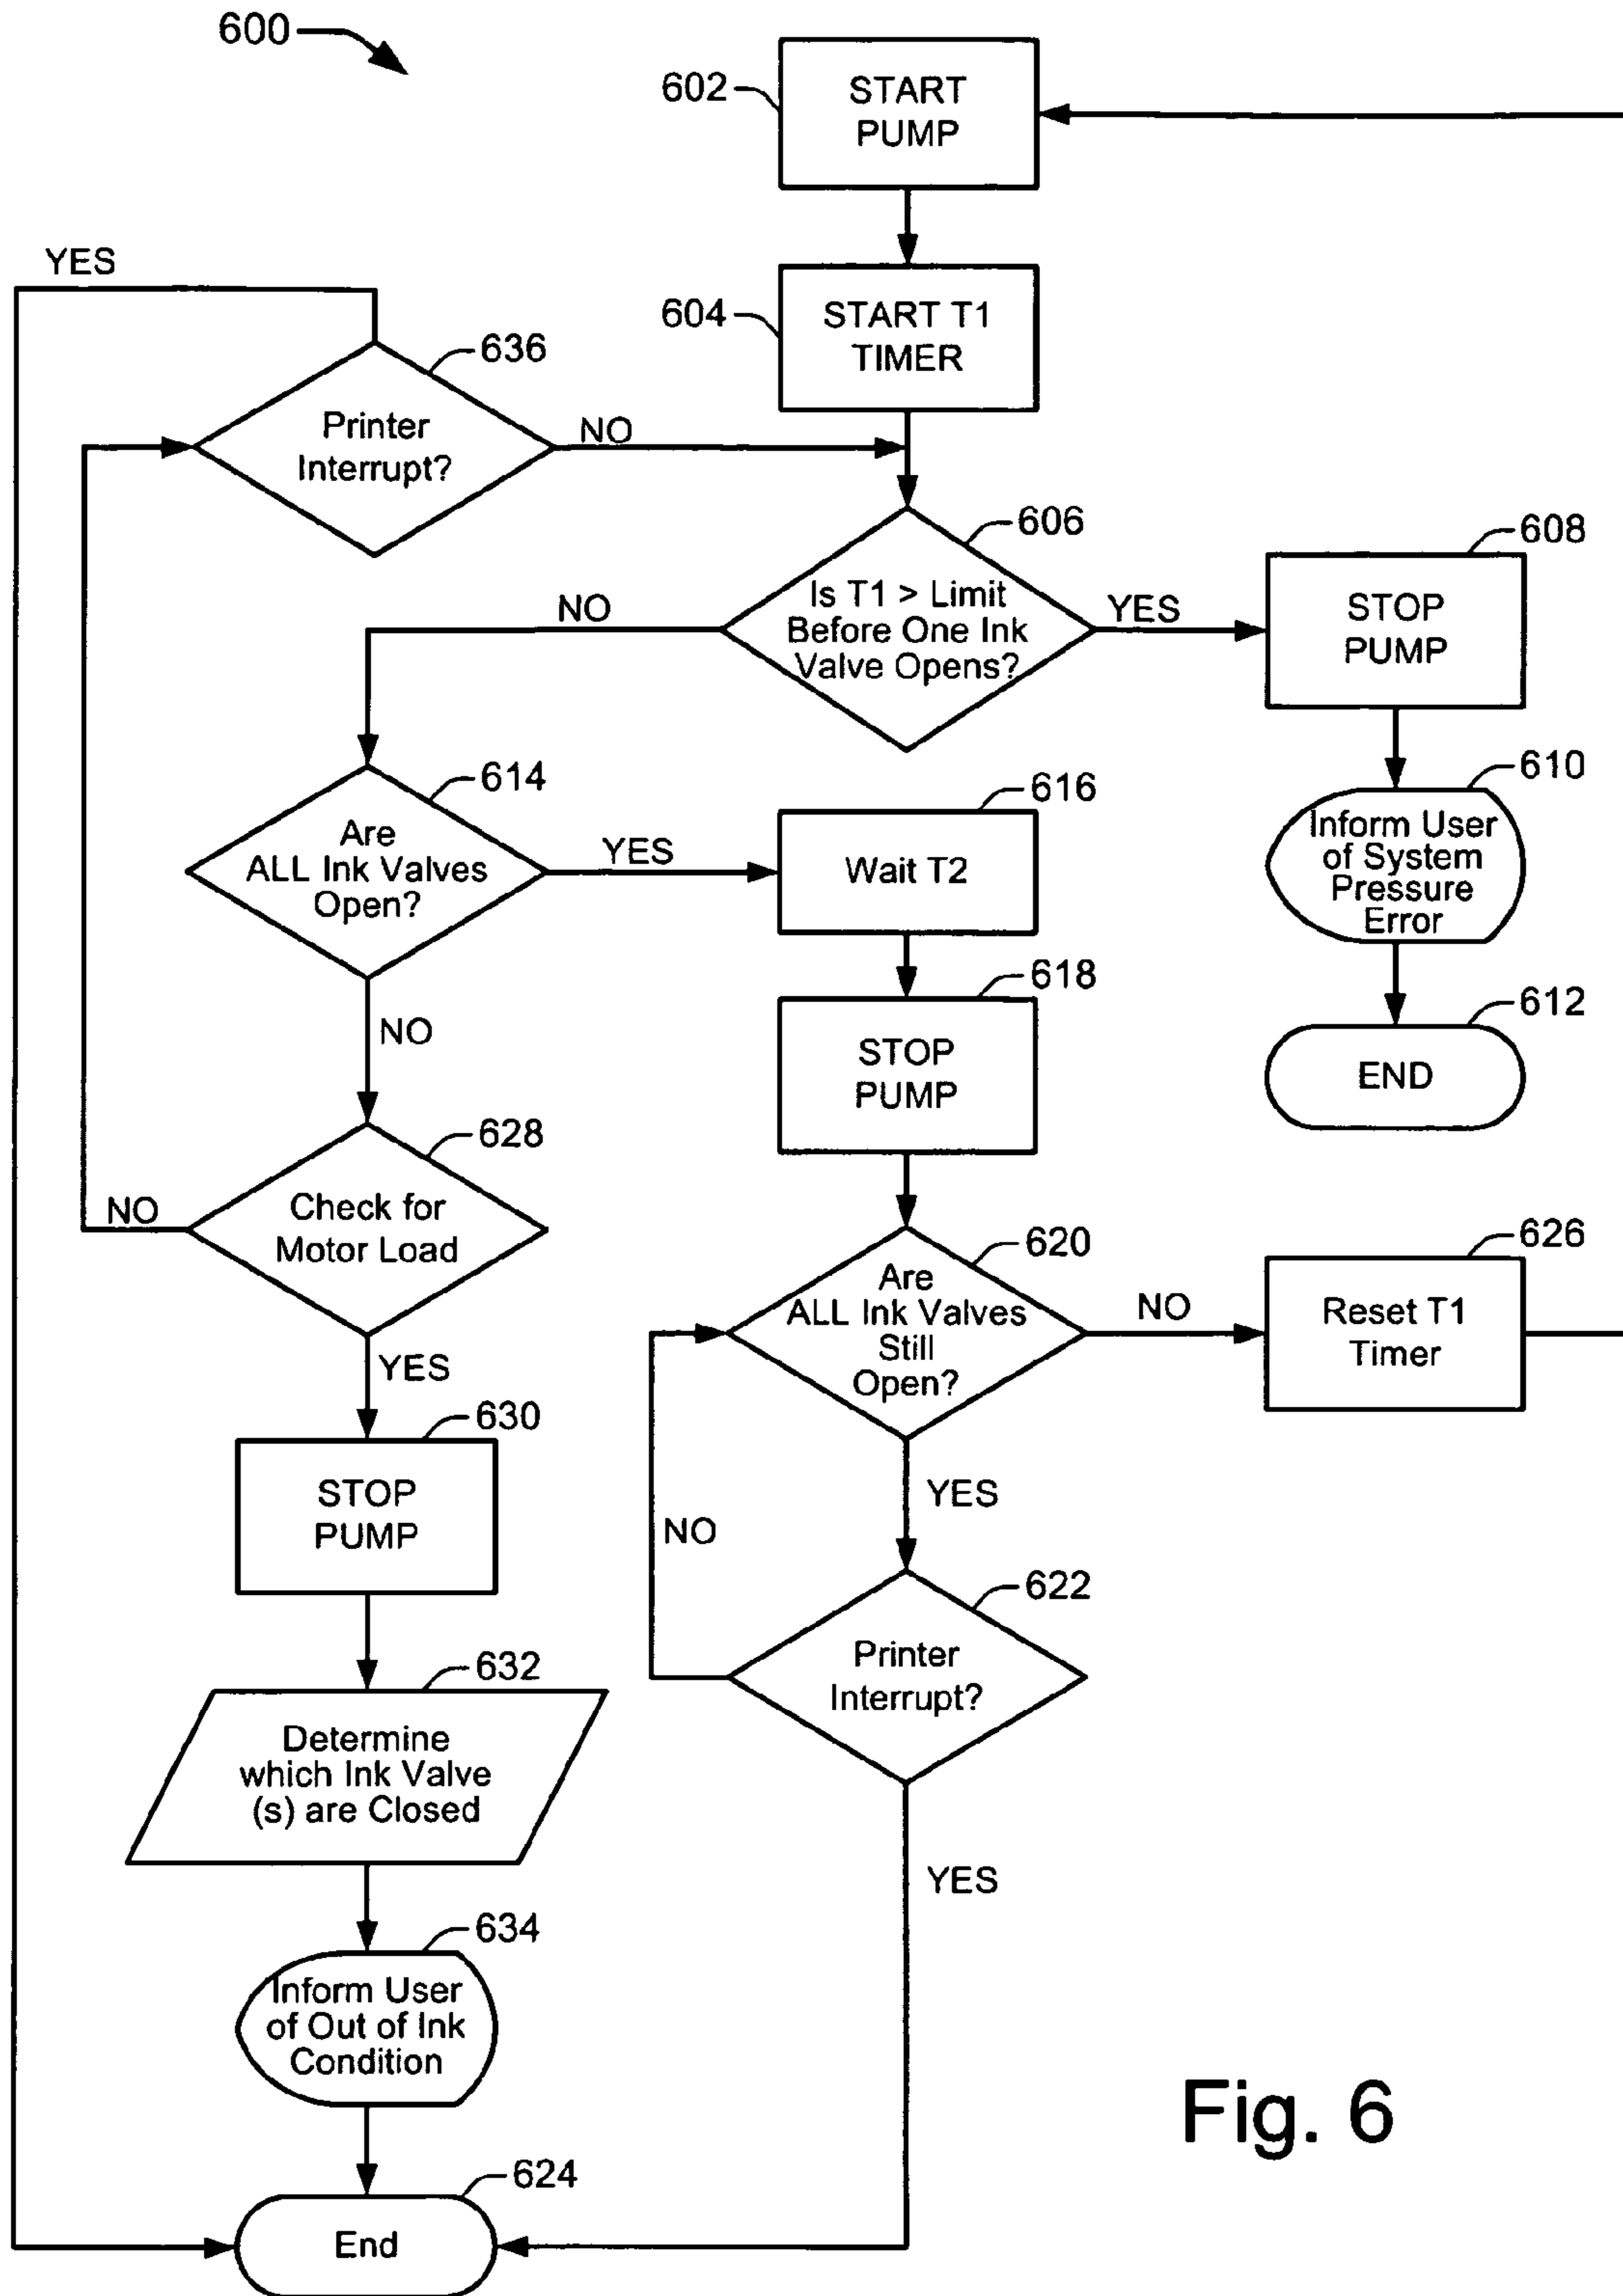 600
602
START
PUMP
604
START T1
TIMER
YES
636
Printer
Interrupt?
NO
606
Is T1 > Limit
Before One Ink
Valve Opens?
NO
YES
608
STOP
PUMP
610
Inform User
of System
Pressure
Error
612
END
614
Are
ALL Ink Valves
Open?
YES
616
Wait T2
618
STOP
PUMP
NO
628
Check for
Motor Load
NO
YES
620
Are
ALL Ink Valves
Still
Open?
NO
626
Reset T1
Timer
YES
NO
622
Printer
Interrupt?
YES
630
STOP
PUMP
632
Determine
which Ink Valve
(s) are Closed
634
Inform User
of Out of Ink
Condition
624
End
Fig. 6